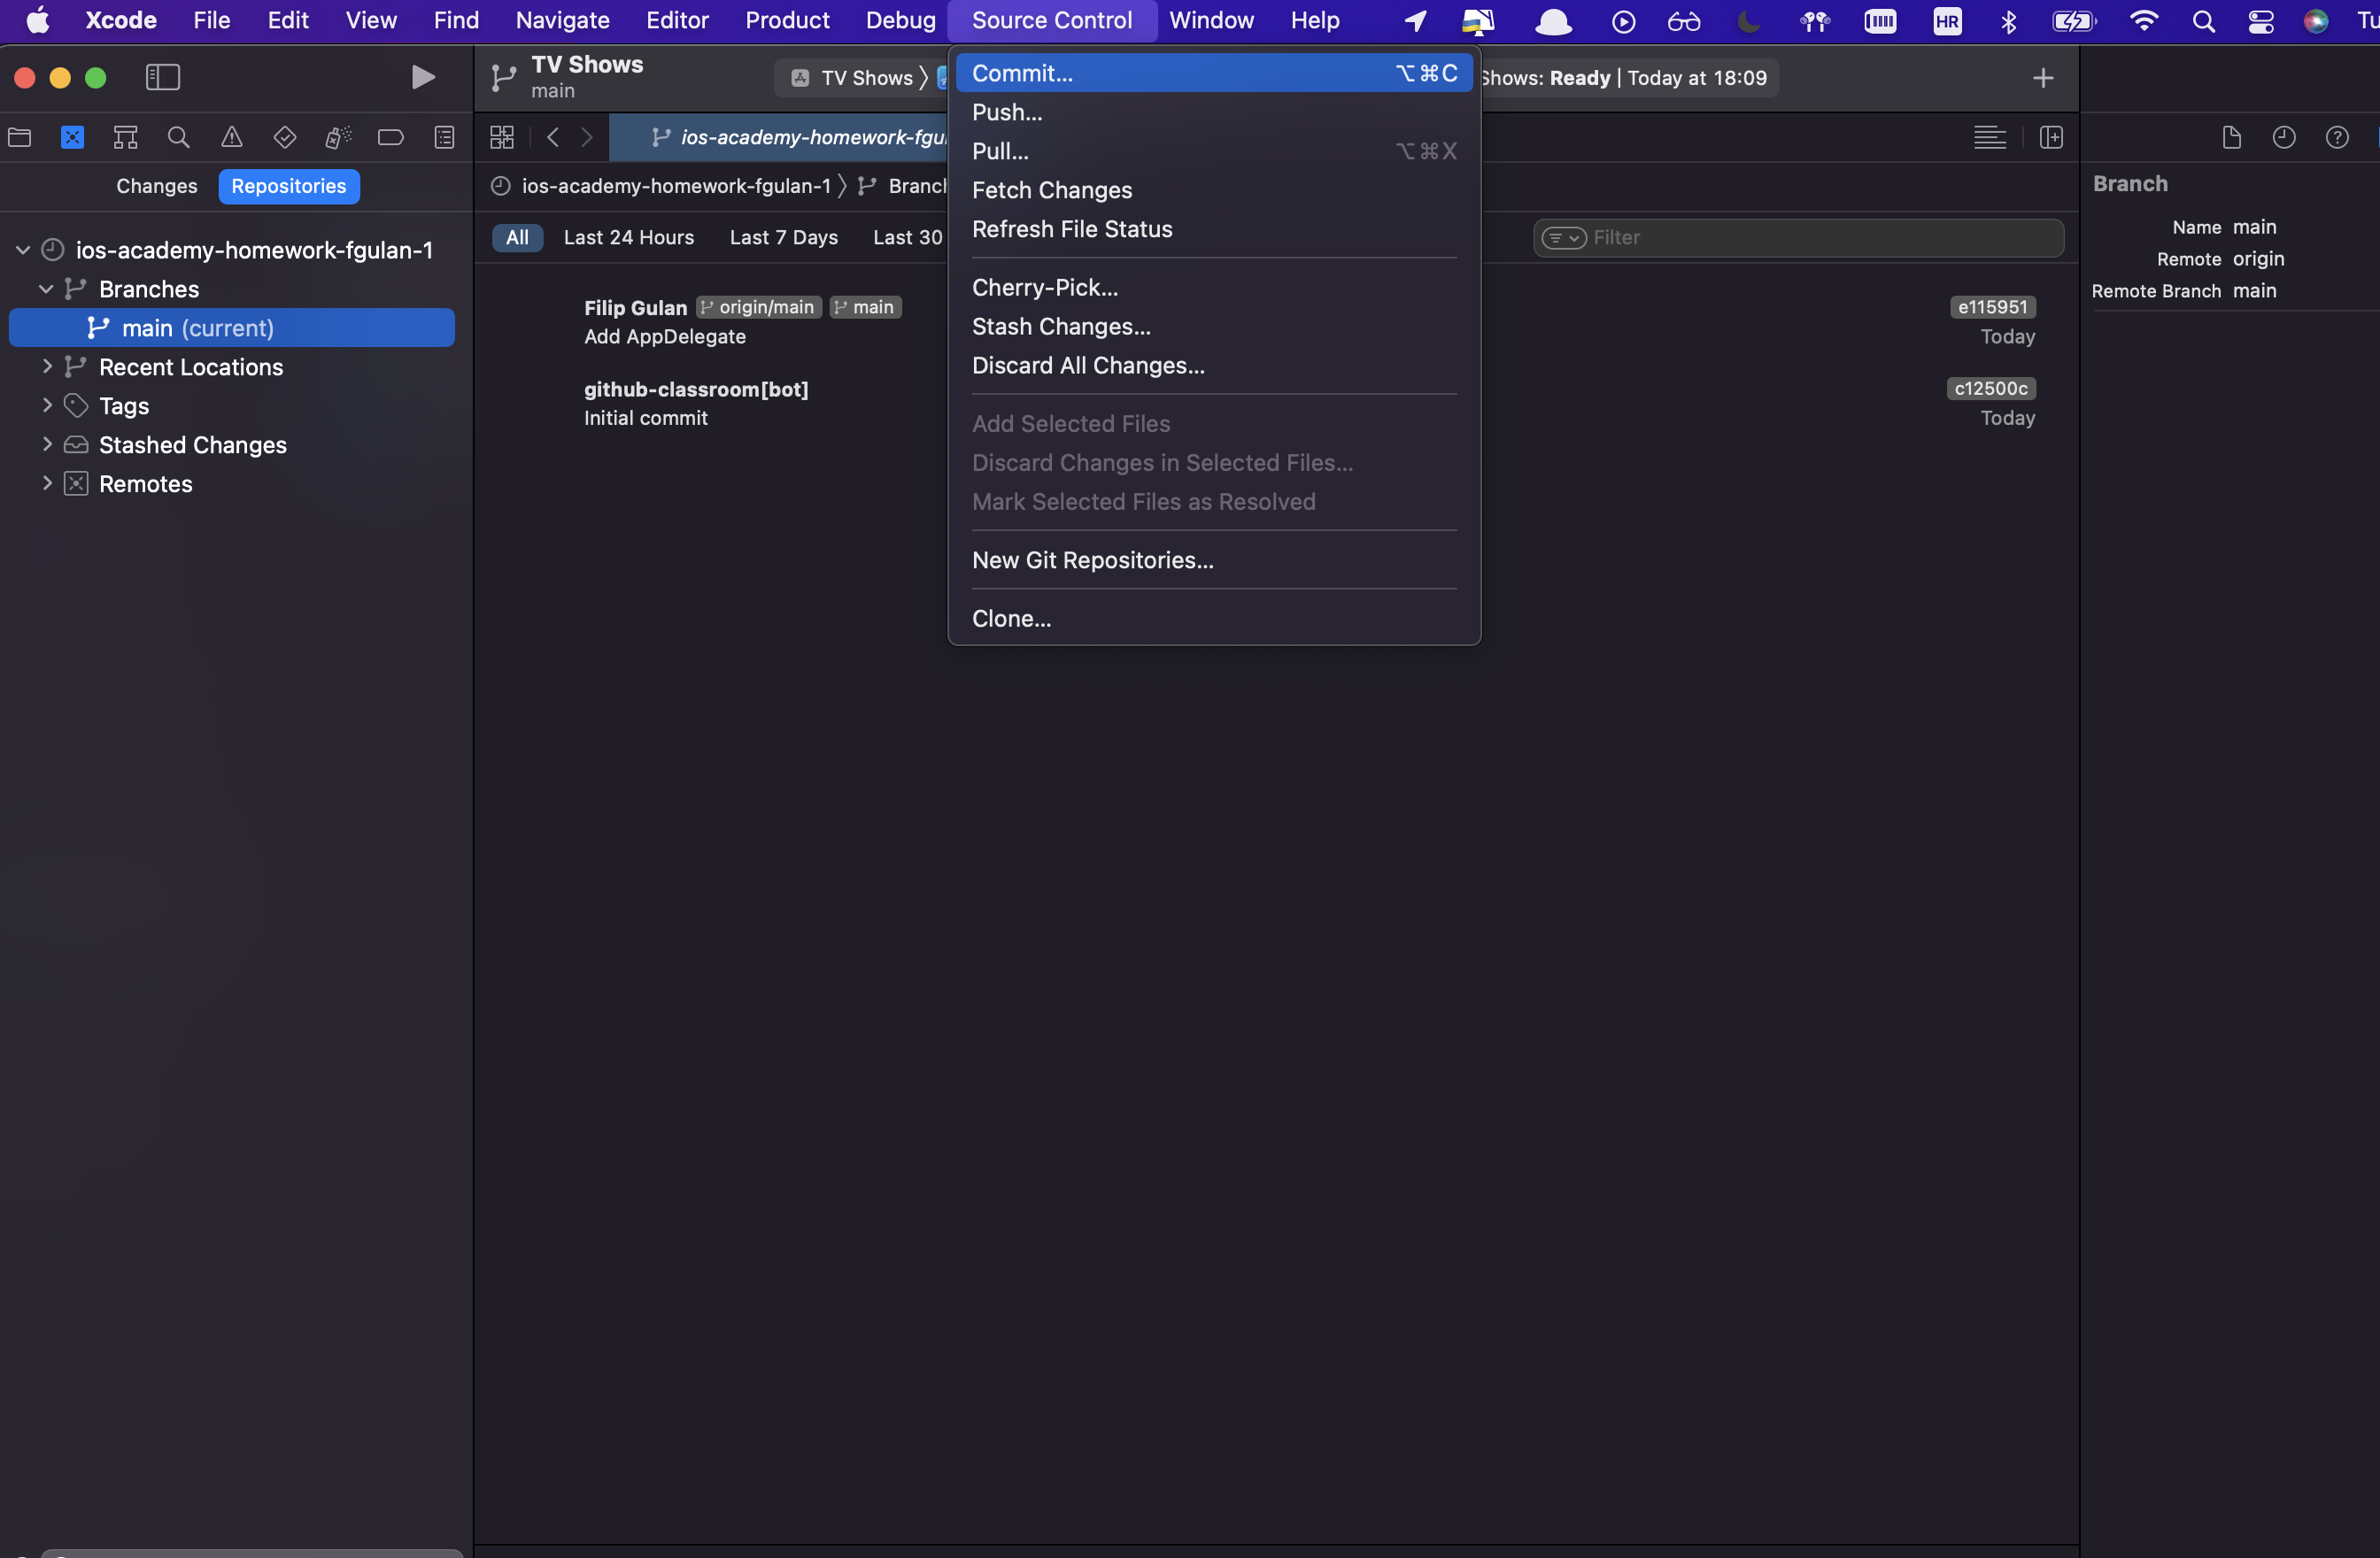 Xcode File Edit View Find Navigate Editor Product Debug Source Control Window Help HR Tu
TV Shows
main
TV Shows
Shows: Ready | Today at 18:09
Commit... ⌥⌘C
Push...
Pull... ⌥⌘X
Fetch Changes
Refresh File Status
Cherry-Pick...
Stash Changes...
Discard All Changes...
Add Selected Files
Discard Changes in Selected Files...
Mark Selected Files as Resolved
New Git Repositories...
Clone...
Changes Repositories
ios-academy-homework-fgulan-1
Branches
main (current)
Recent Locations
Tags
Stashed Changes
Remotes
ios-academy-homework-fgul
ios-academy-homework-fgulan-1 Branch
All Last 24 Hours Last 7 Days Last 30
Filter
Filip Gulan origin/main main e115951
Add AppDelegate Today
github-classroom[bot] c12500c
Initial commit Today
Branch
Name main
Remote origin
Remote Branch main